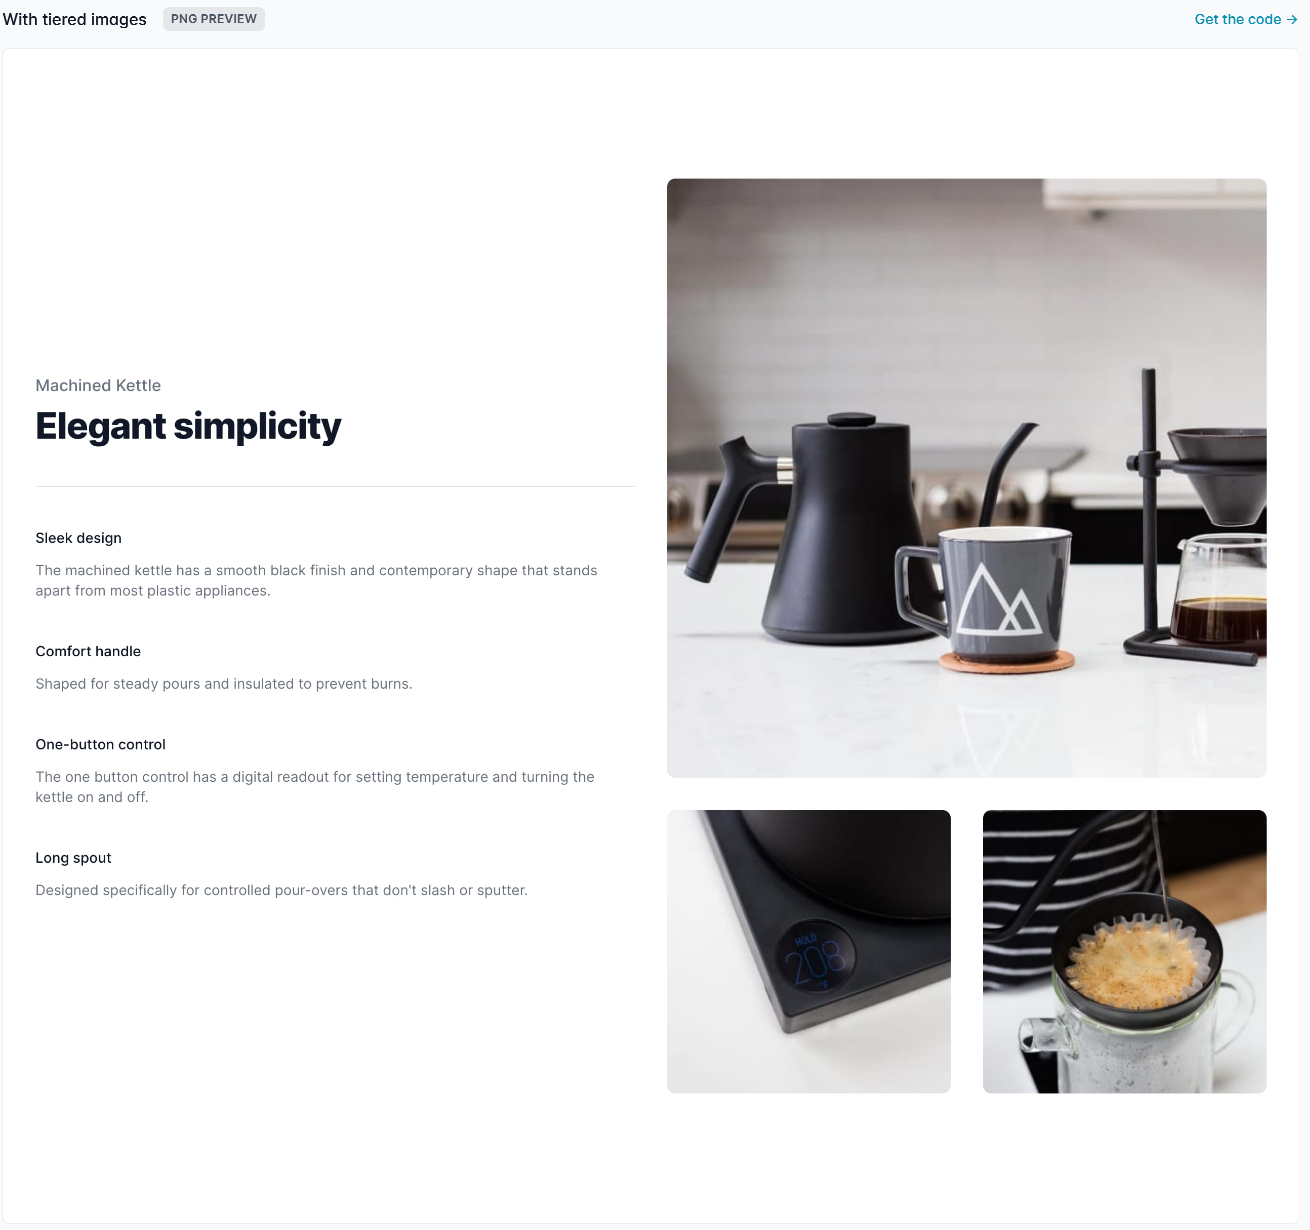 With tiered images
PNG PREVIEW
Get the code →
Machined Kettle
Elegant simplicity
Sleek design
The machined kettle has a smooth black finish and contemporary shape that stands
apart from most plastic appliances.
Comfort handle
Shaped for steady pours and insulated to prevent burns.
One-button control
The one button control has a digital readout for setting temperature and turning the
kettle on and off.
Long spout
Designed specifically for controlled pour-overs that don't slash or sputter.
HOLD
208
°F